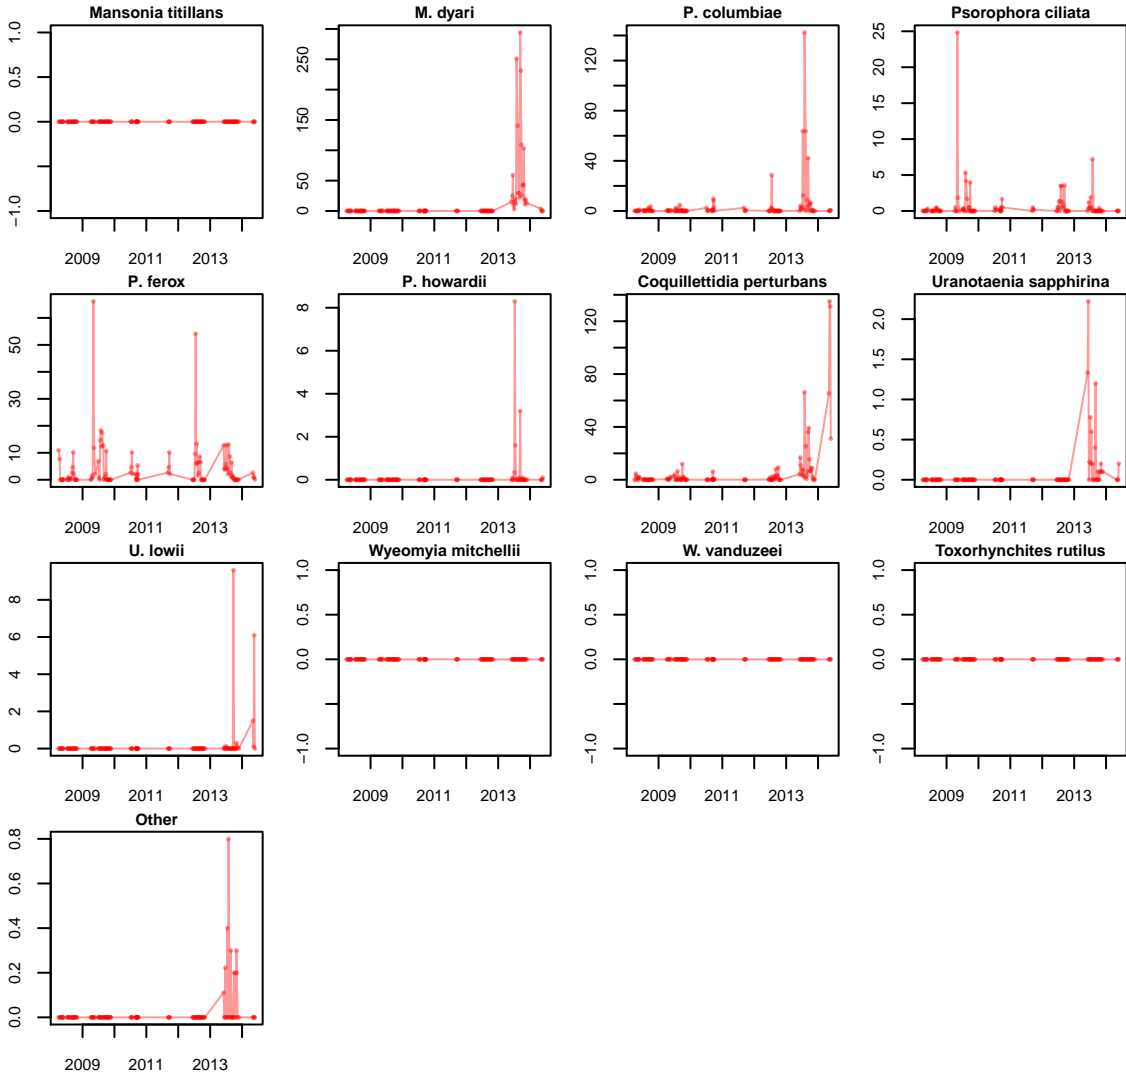 Mansonia titillans
1.0
0.5
0.0
−1.0
2009 2011 2013
M. dyari
250
150
50
0
2009 2011 2013
P. columbiae
120
80
40
0
2009 2011 2013
Psorophora ciliata
25
20
15
10
5
0
2009 2011 2013
P. ferox
50
30
10
0
2009 2011 2013
P. howardii
8
6
4
2
0
2009 2011 2013
Coquillettidia perturbans
120
80
60
40
20
0
2009 2011 2013
Uranotaenia sapphirina
2.0
1.5
1.0
0.5
0.0
2009 2011 2013
U. lowii
8
6
4
2
0
2009 2011 2013
Wyeomyia mitchellii
1.0
0.5
0.0
−1.0
2009 2011 2013
W. vanduzeei
1.0
0.5
0.0
−1.0
2009 2011 2013
Toxorhynchites rutilus
1.0
0.5
0.0
−1.0
2009 2011 2013
Other
0.8
0.6
0.4
0.2
0.0
2009 2011 2013